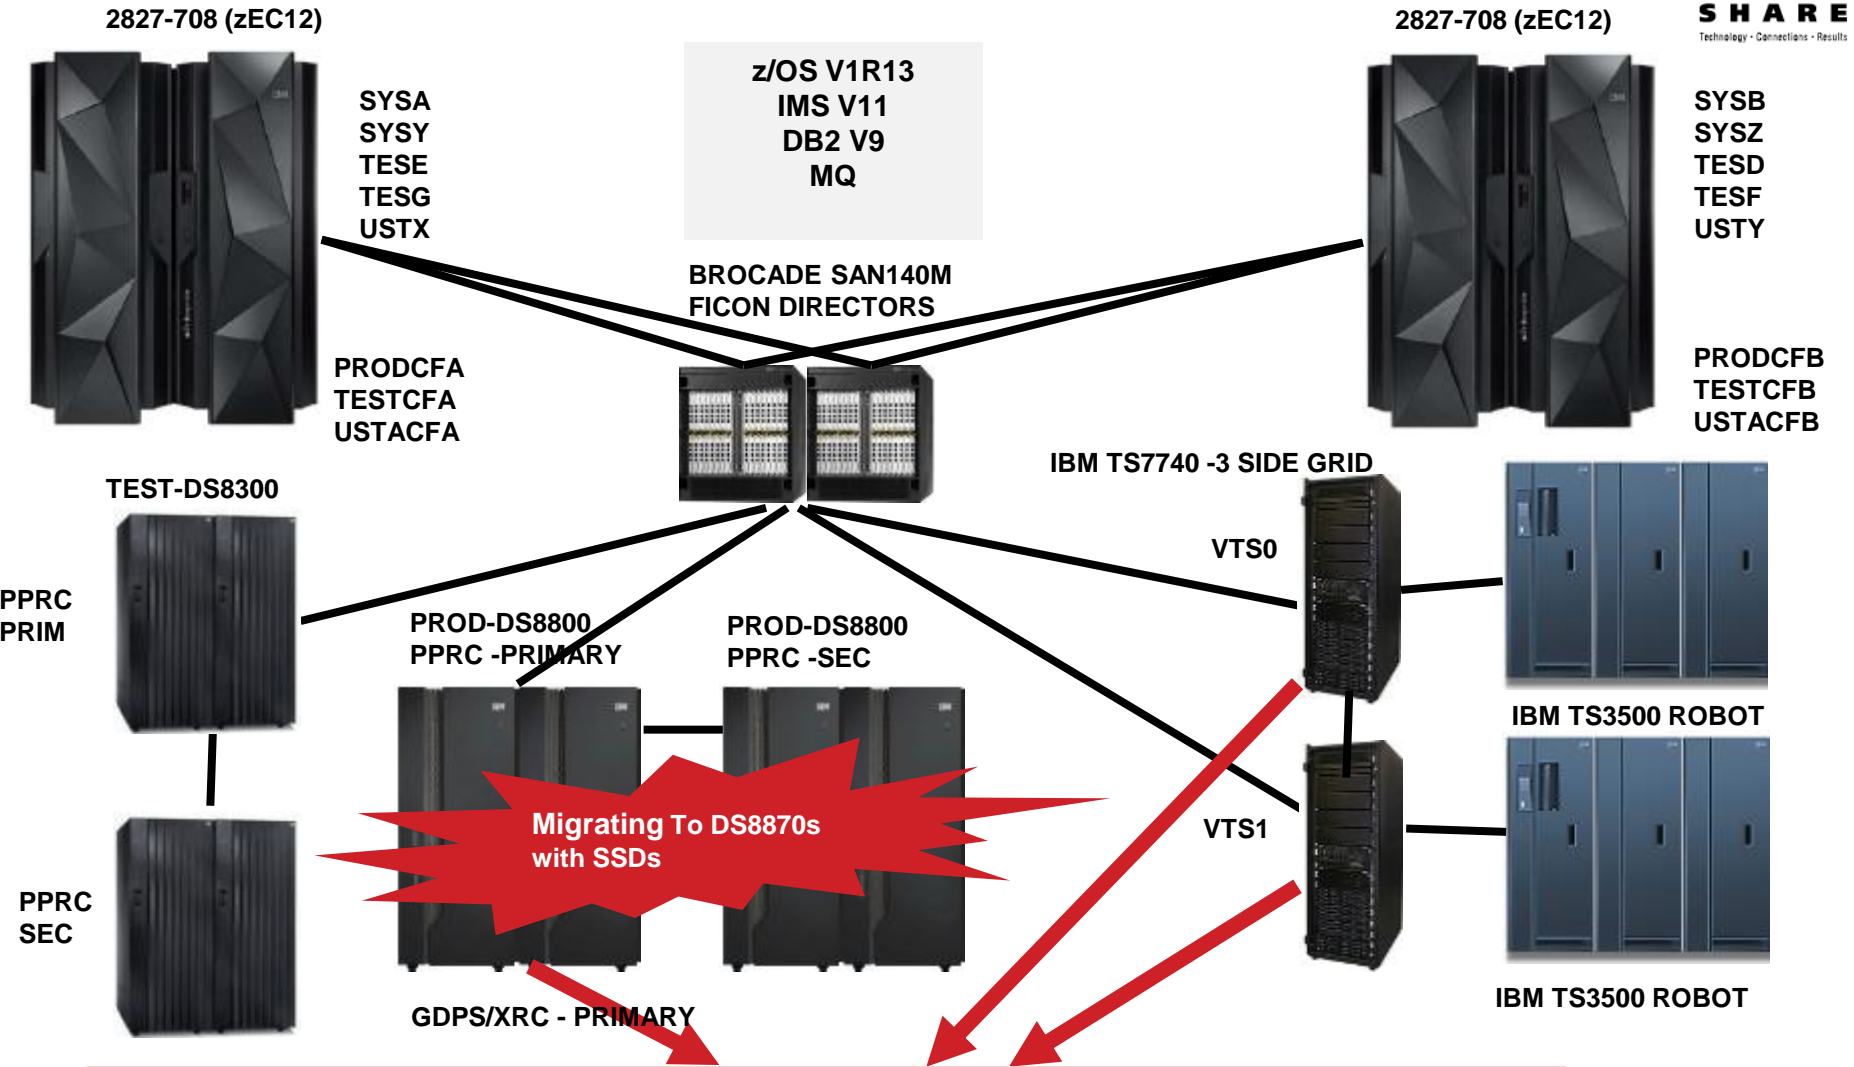 2827-708 (zEC12)
2827-708 (zEC12)
SHARE
Technology · Connections · Results
z/OS V1R13
IMS V11
DB2 V9
MQ
SYSA
SYSY
TESE
TESG
USTX
SYSB
SYSZ
TESD
TESF
USTY
BROCADE SAN140M
FICON DIRECTORS
PRODCFA
TESTCFA
USTACFA
PRODCFB
TESTCFB
USTACFB
IBM TS7740 -3 SIDE GRID
TEST-DS8300
VTS0
PPRC
PRIM
PROD-DS8800
PPRC -PRIMARY
PROD-DS8800
PPRC -SEC
IBM TS3500 ROBOT
Migrating To DS8870s
with SSDs
VTS1
PPRC
SEC
GDPS/XRC - PRIMARY
IBM TS3500 ROBOT